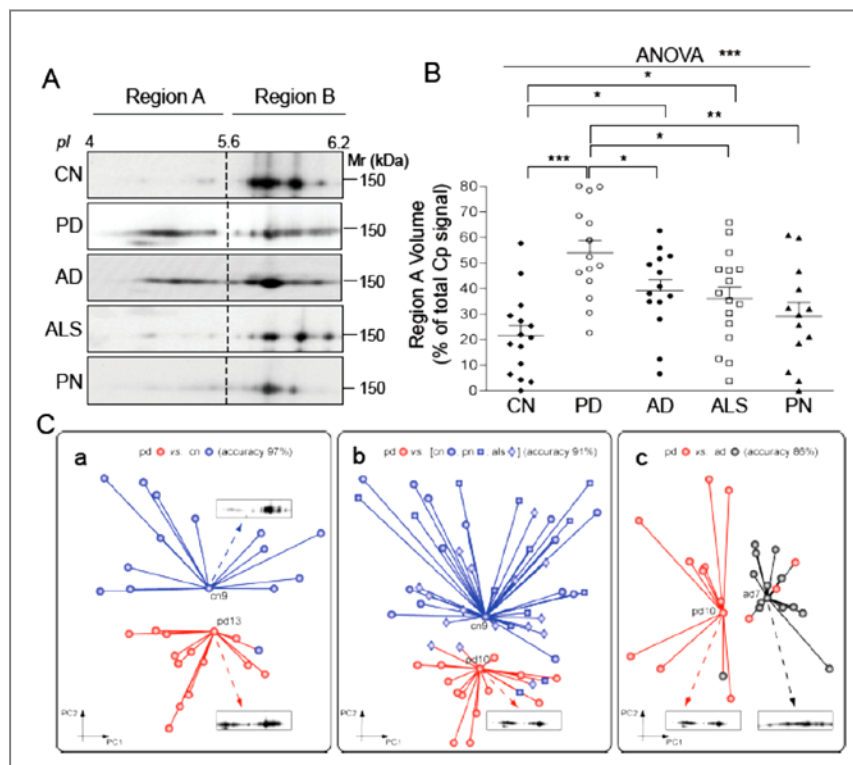 A
Region A Region B
pI 4 5.6 6.2
Mr (kDa)
CN 150
PD 150
AD 150
ALS 150
PN 150
B
ANOVA ***
*
*
**
*
*** *
Region A Volume
(% of total Cp signal)
80
70
60
50
40
30
20
10
0
CN PD AD ALS PN
C
a
pd vs. cn (accuracy 97%)
cn9
pd13
PC2
PC1
b
pd vs. [cn, pn, als] (accuracy 91%)
cn9
pd10
PC2
PC1
c
pd vs. ad (accuracy 86%)
pd10
ad7
PC2
PC1